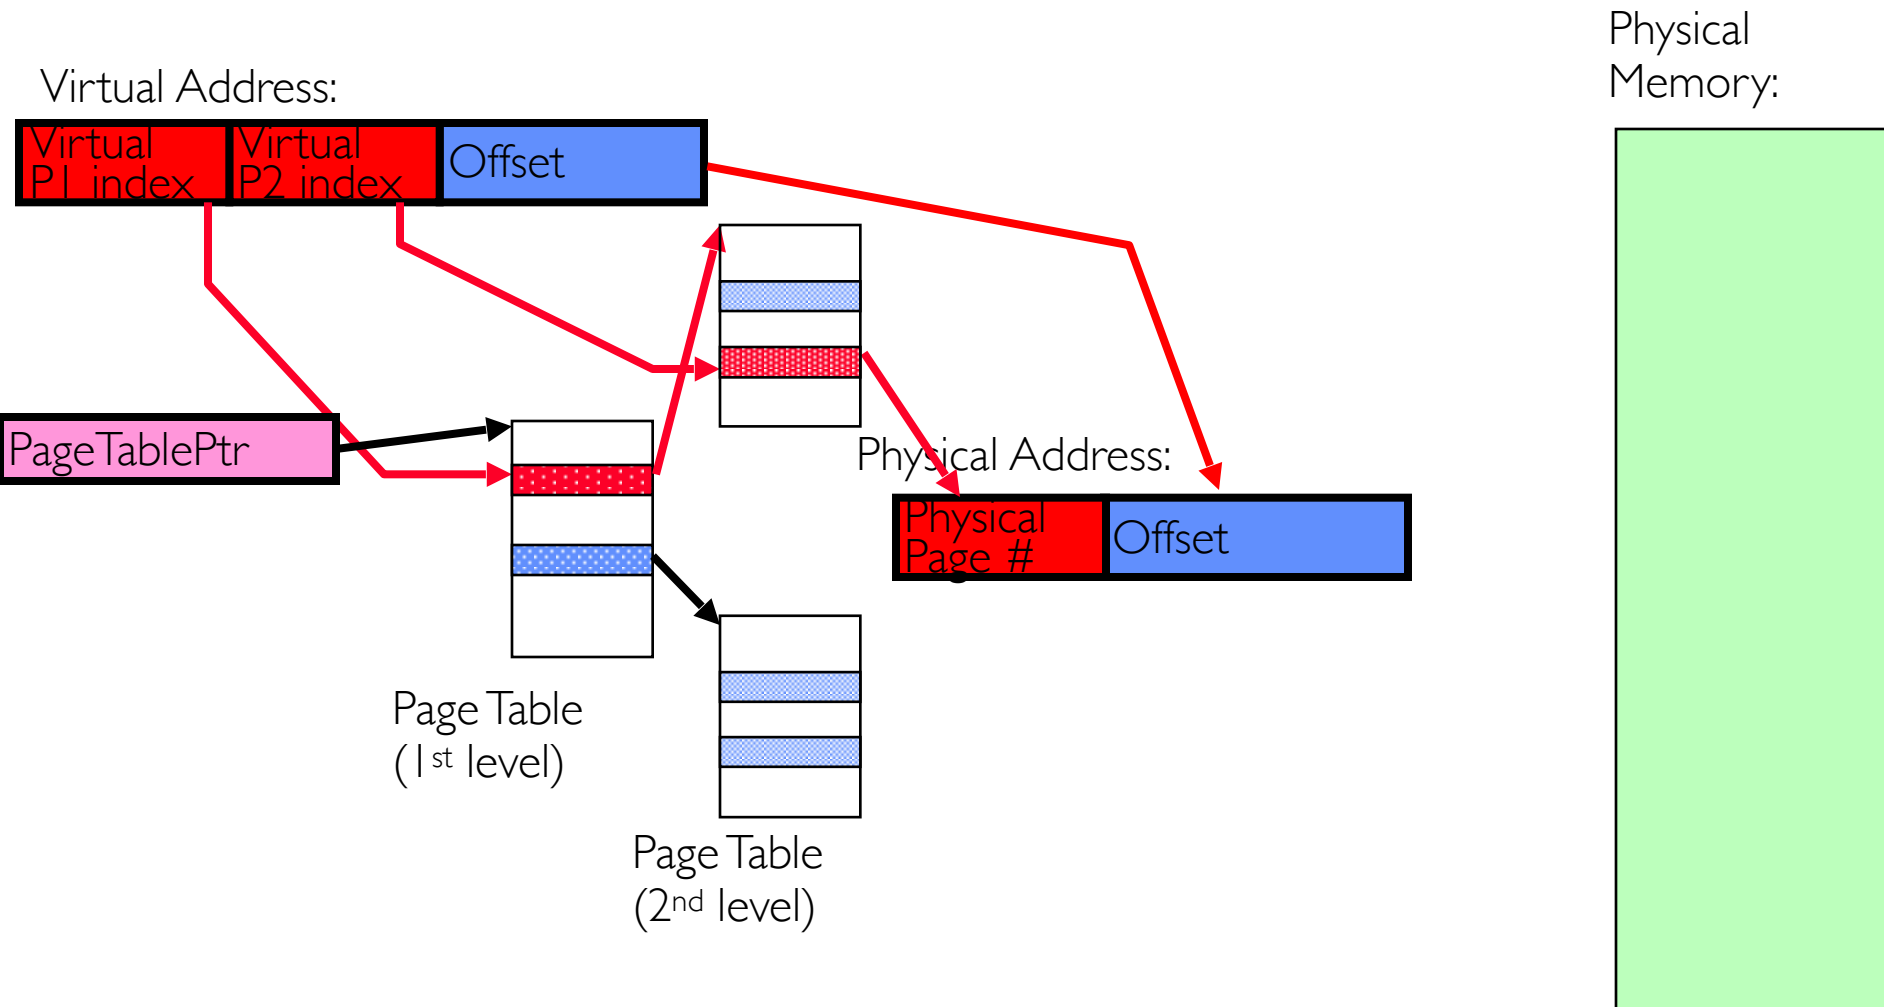 Physical
Memory:
Virtual Address:
Virtual
P1 index
Virtual
P2 index
Offset
PageTablePtr
Physical Address:
Physical
Page #
Offset
Page Table
(1st level)
Page Table
(2nd level)